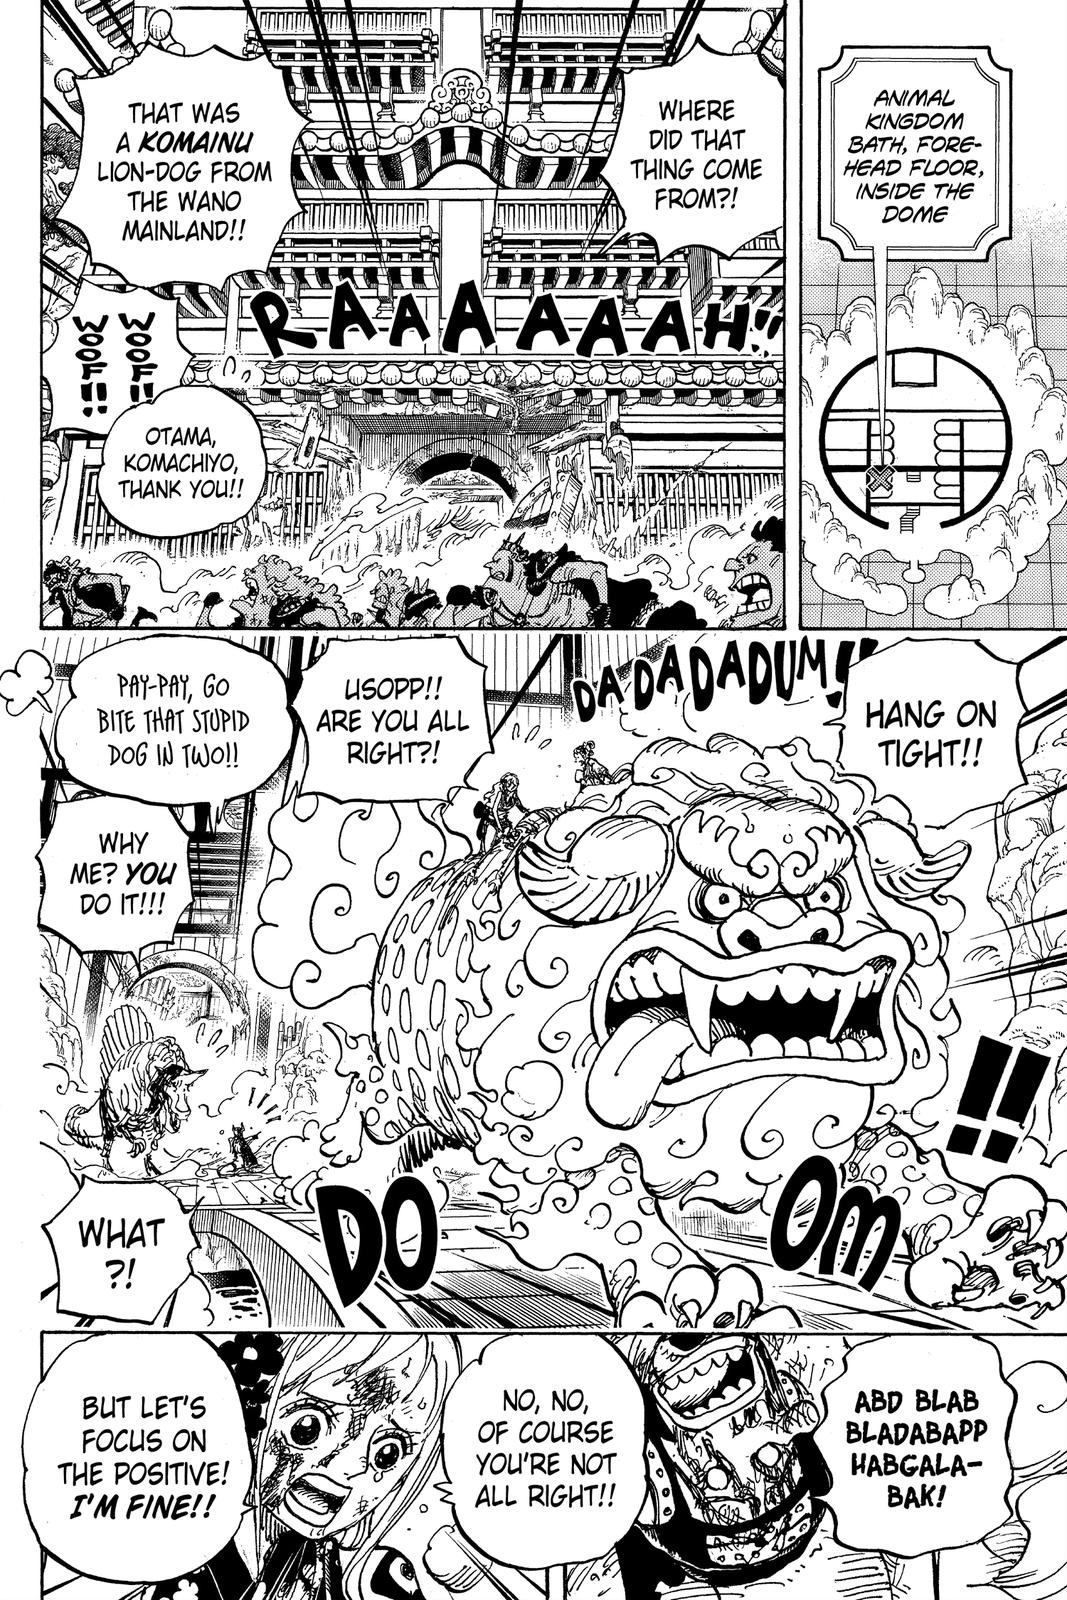 ANIMAL
KINGDOM
BATH, FORE-
HEAD FLOOR,
INSIDE THE
DOME
WHERE
DID THAT
THING COME
FROM?!
THAT WAS
A KOMAINU
LION-DOG FROM
THE WANO
MAINLAND!!
RAAAAAAAH!!
WOOF!!
WOOF!!
OTAMA,
KOMACHIYO,
THANK YOU!!
HANG ON
TIGHT!!
DADADADUM!!
USOPP!!
ARE YOU ALL
RIGHT?!
PAY-PAY, GO
BITE THAT STUPID
DOG IN TWO!!
WHY
ME? YOU
DO IT!!!
!!
DOOM
WHAT
?!
ABD BLAB
BLADABAPP
HABGALA-
BAK!
NO, NO,
OF COURSE
YOU'RE NOT
ALL RIGHT!!
BUT LET'S
FOCUS ON
THE POSITIVE!
I'M FINE!!